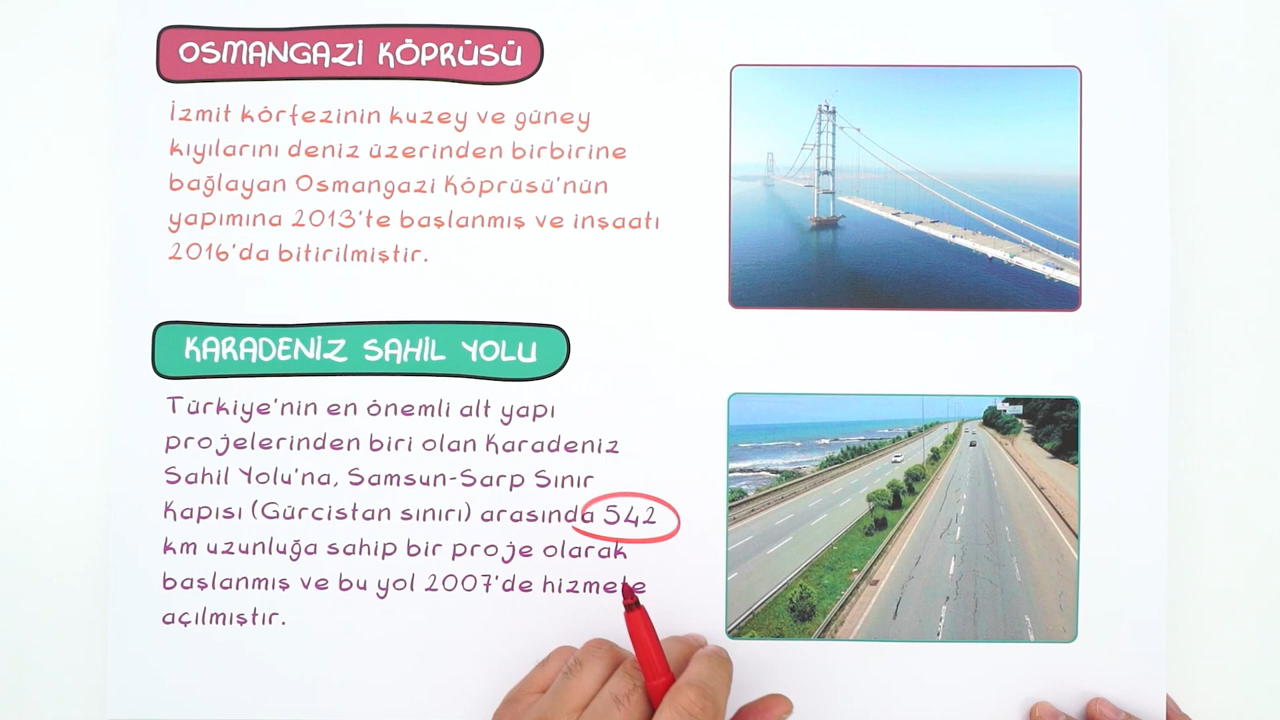 OSMANGAZİ KÖPRÜSÜ
İzmit körfezinin kuzey ve güney
kıyılarını deniz üzerinden birbirine
bağlayan Osmangazi Köprüsü'nün
yapımına 2013'te başlanmış ve inşaatı
2016'da bitirilmiştir.
KARADENİZ SAHİL YOLU
Türkiye'nin en önemli alt yapı
projelerinden biri olan Karadeniz
Sahil Yolu'na, Samsun-Sarp Sınır
Kapısı (Gürcistan sınırı) arasında 542
km uzunluğa sahip bir proje olarak
başlanmış ve bu yol 2007'de hizmete
açılmıştır.